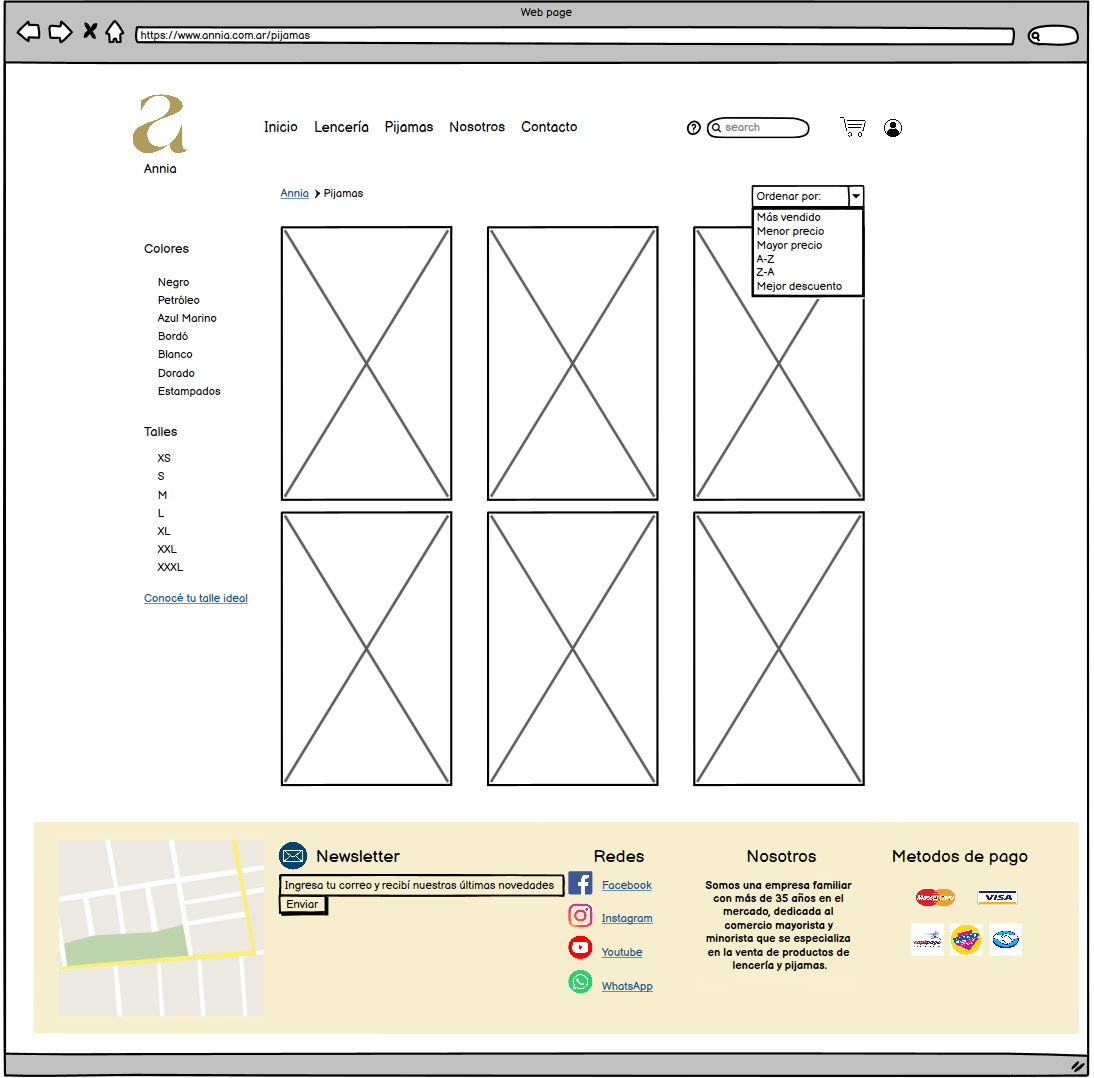 Web page
https://www.annia.com.ar/pijamas
a
Annia
Inicio Lencería Pijamas Nosotros Contacto
? search
Annia > Pijamas
Ordenar por:
Más vendido
Menor precio
Mayor precio
A-Z
Z-A
Mejor descuento
Colores
Negro
Petróleo
Azul Marino
Bordó
Blanco
Dorado
Estampados
Talles
XS
S
M
L
XL
XXL
XXXL
Conocé tu talle ideal
Newsletter
Ingresa tu correo y recibí nuestras últimas novedades
Enviar
Redes
Facebook
Instagram
Youtube
WhatsApp
Nosotros
Somos una empresa familiar
con más de 35 años en el
mercado, dedicada al
comercio mayorista y
minorista que se especializa
en la venta de productos de
lencería y pijamas.
Metodos de pago
MasterCard VISA
rapipago